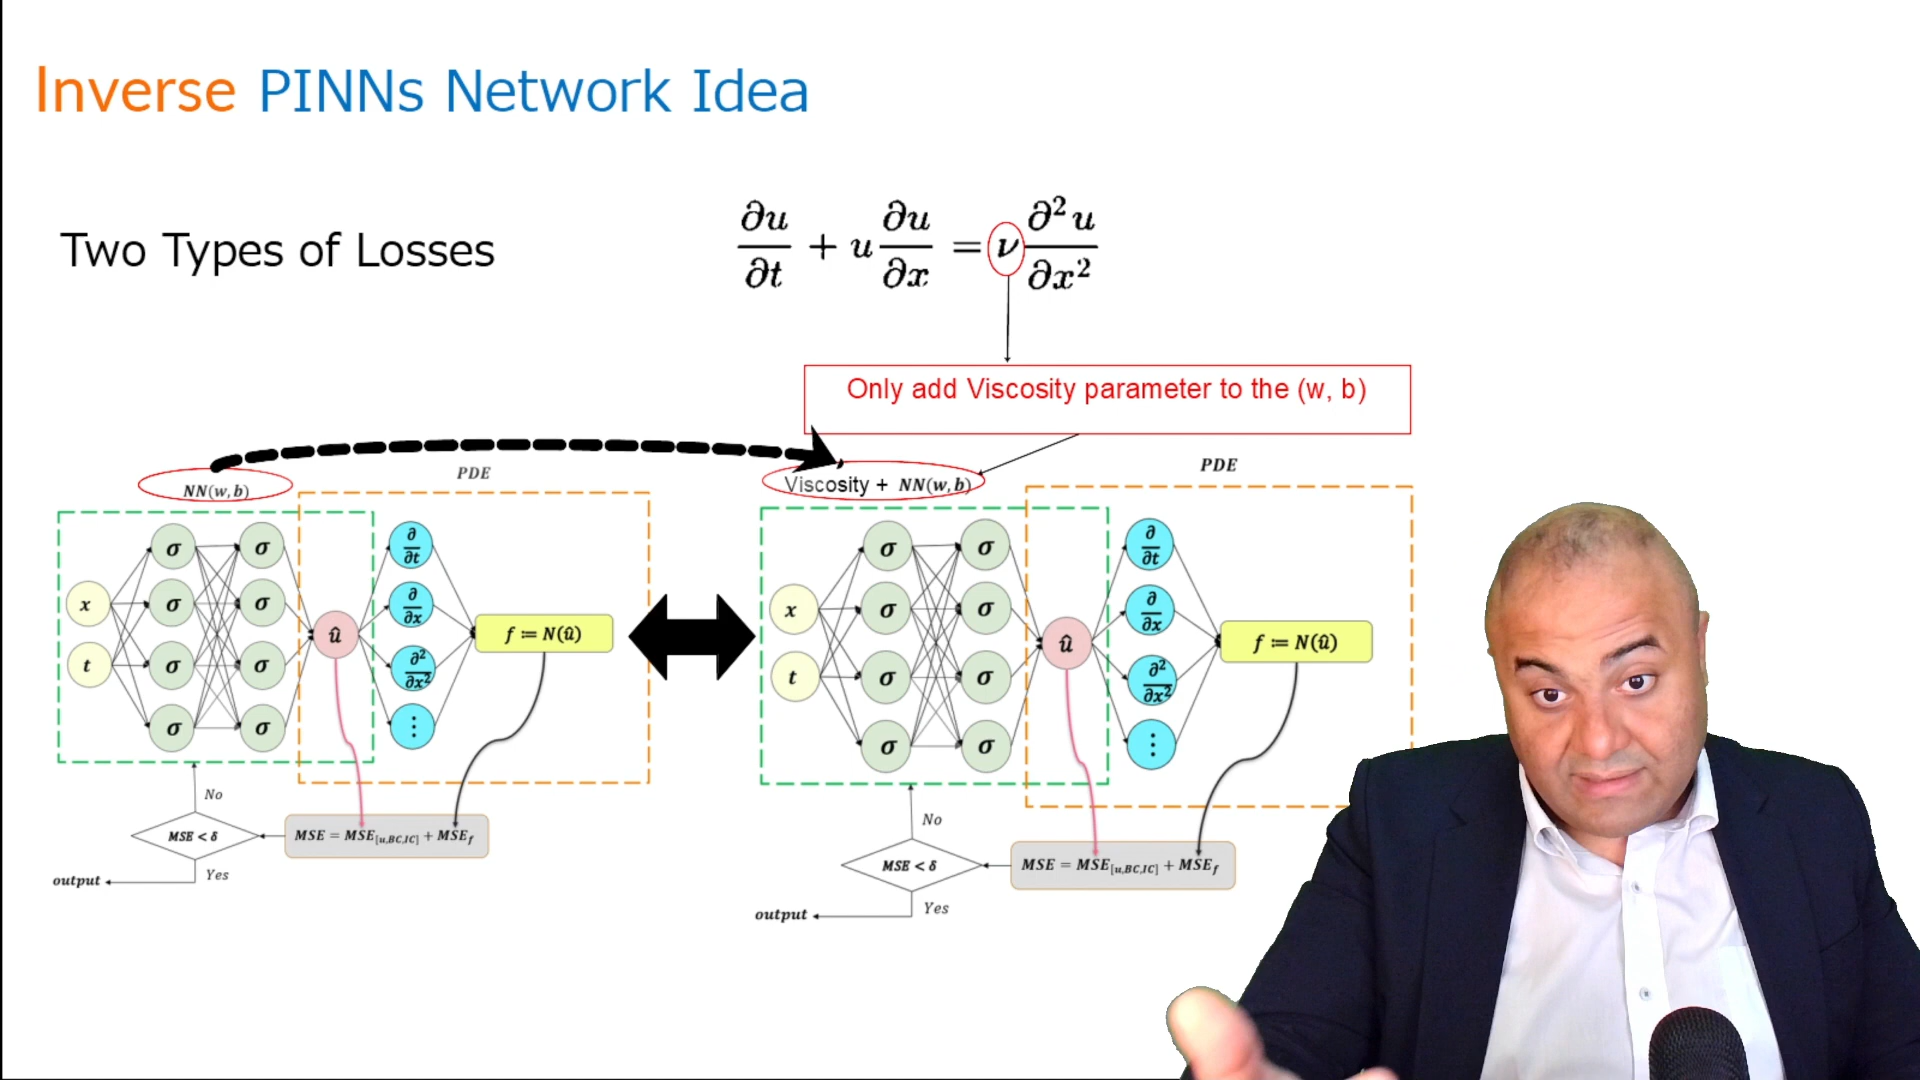 Inverse PINNs Network Idea
Two Types of Losses
∂u/∂t + u ∂u/∂x = ν ∂²u/∂x²
Only add Viscosity parameter to the (w, b)
NN(w, b)
PDE
x
t
σ
σ
σ
σ
σ
σ
σ
σ
û
∂/∂t
∂/∂x
∂²/∂x²
⋮
f ≔ N(û)
No
MSE < δ
MSE = MSE[u,BC,IC] + MSEf
Yes
output
Viscosity + NN(w, b)
PDE
x
t
σ
σ
σ
σ
σ
σ
σ
σ
û
∂/∂t
∂/∂x
∂²/∂x²
⋮
f ≔ N(û)
No
MSE < δ
MSE = MSE[u,BC,IC] + MSEf
Yes
output